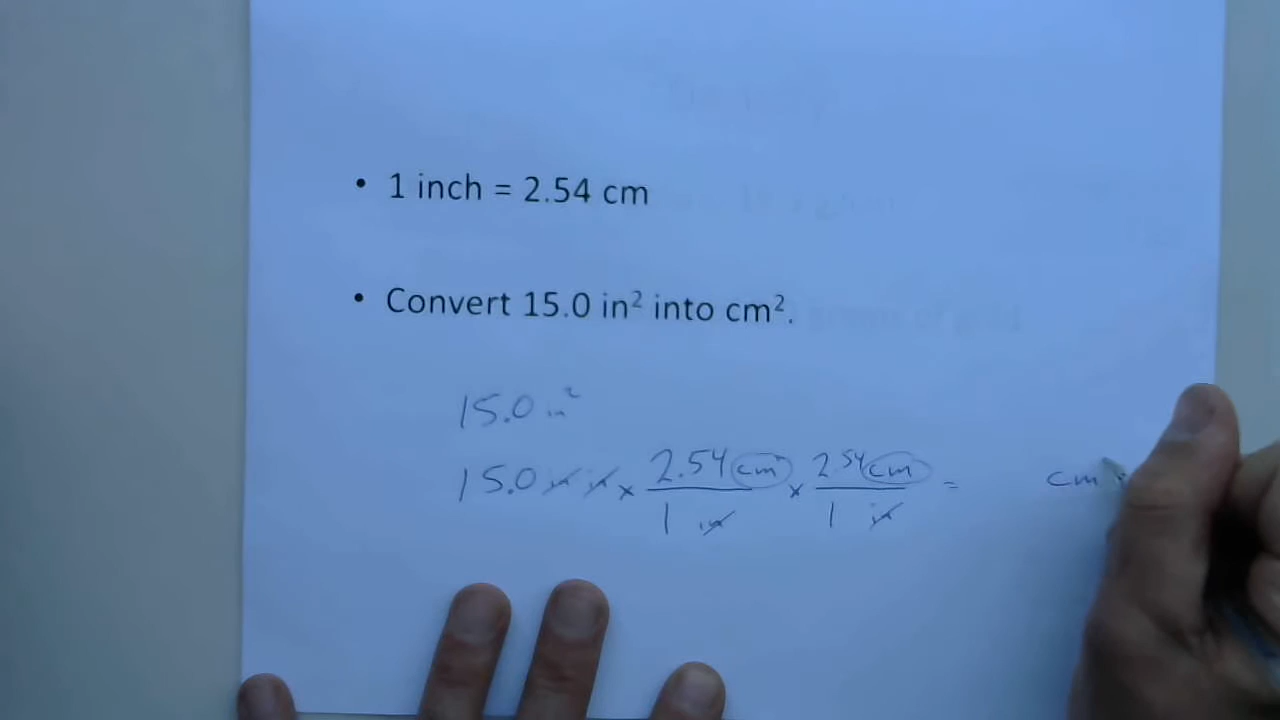 • 1 inch = 2.54 cm
• Convert 15.0 in² into cm².
15.0 in²
15.0 in in x 2.54 cm / 1 in x 2.54 cm / 1 in = cm